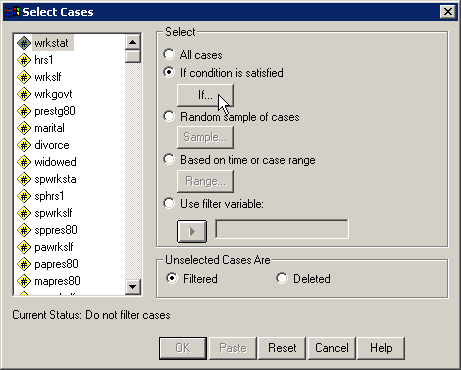 Select Cases
wrkstat
hrs1
wrkslf
wrkgovt
prestg80
marital
divorce
widowed
spwrksta
sphrs1
spwrkslf
sppres80
pawrkslf
papres80
mapres80
Select
All cases
If condition is satisfied
If...
Random sample of cases
Sample...
Based on time or case range
Range...
Use filter variable:
Unselected Cases Are
Filtered
Deleted
Current Status: Do not filter cases
OK
Paste
Reset
Cancel
Help